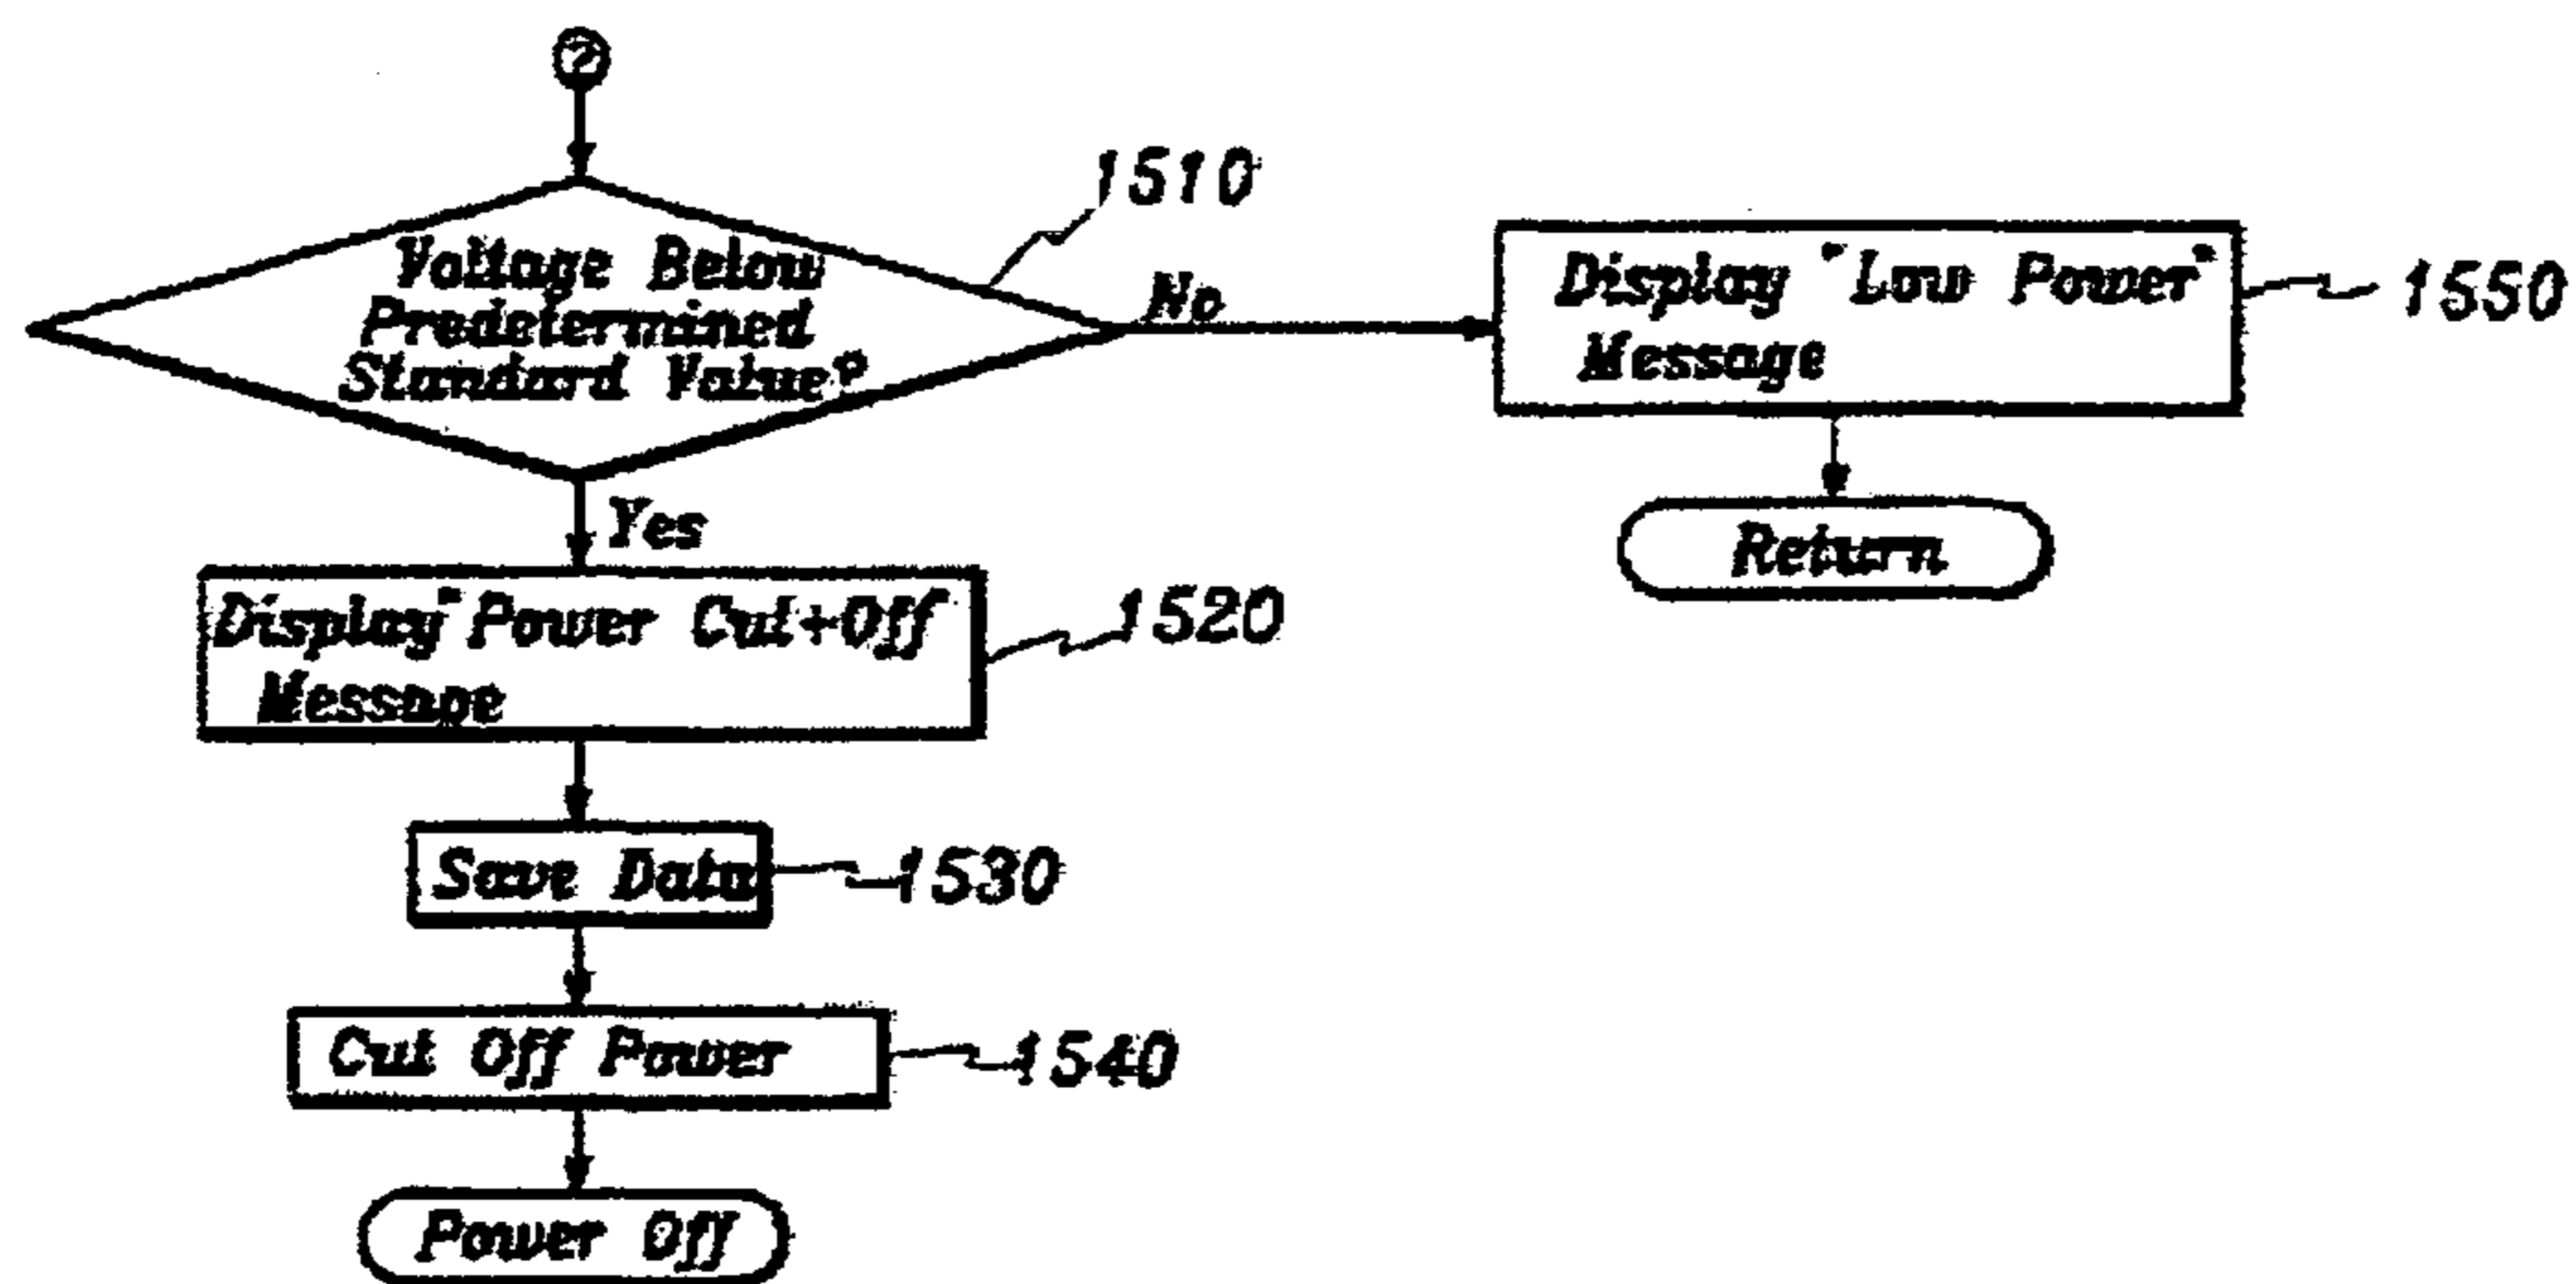 2
1510
Voltage Below
Predetermined
Standard Value?
No
Display "Low Power"
Message
1550
Return
Yes
Display "Power Cut+Off
Message
1520
Save Data
1530
Cut Off Power
1540
Power Off